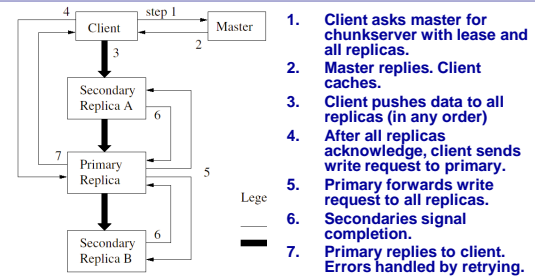 4
step 1
Client
Master
2
3
Secondary
Replica A
6
7
Primary
Replica
5
Lege
6
Secondary
Replica B
1. Client asks master for
chunkserver with lease and
all replicas.
2. Master replies. Client
caches.
3. Client pushes data to all
replicas (in any order)
4. After all replicas
acknowledge, client sends
write request to primary.
5. Primary forwards write
request to all replicas.
6. Secondaries signal
completion.
7. Primary replies to client.
Errors handled by retrying.